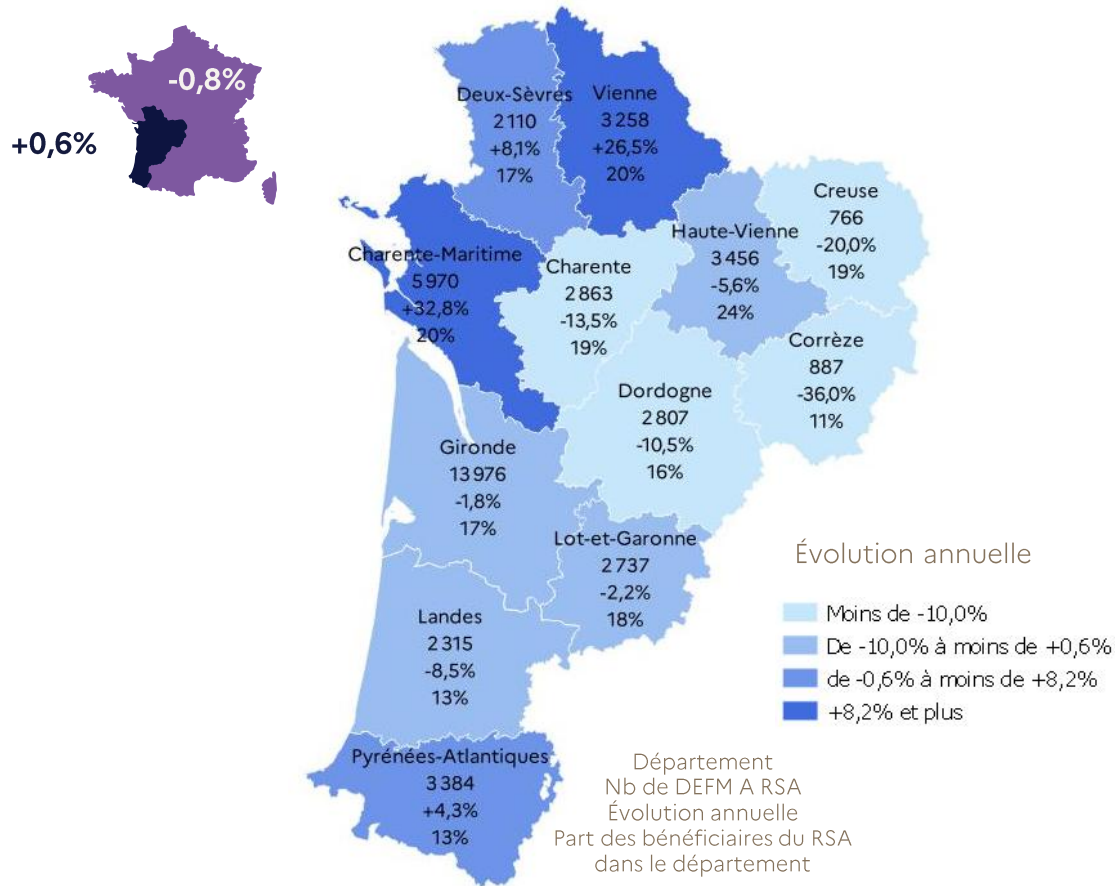 -0,8%
+0,6%
Deux-Sèvres
2 110
+8,1%
17%
Vienne
3 258
+26,5%
20%
Creuse
766
-20,0%
19%
Haute-Vienne
3 456
-5,6%
24%
Charente-Maritime
5 970
+32,8%
20%
Charente
2 863
-13,5%
19%
Corrèze
887
-36,0%
11%
Dordogne
2 807
-10,5%
16%
Gironde
13 976
-1,8%
17%
Lot-et-Garonne
2 737
-2,2%
18%
Landes
2 315
-8,5%
13%
Pyrénées-Atlantiques
3 384
+4,3%
13%
Évolution annuelle
Moins de -10,0%
De -10,0% à moins de +0,6%
de -0,6% à moins de +8,2%
+8,2% et plus
Département
Nb de DEFM A RSA
Évolution annuelle
Part des bénéficiaires du RSA
dans le département